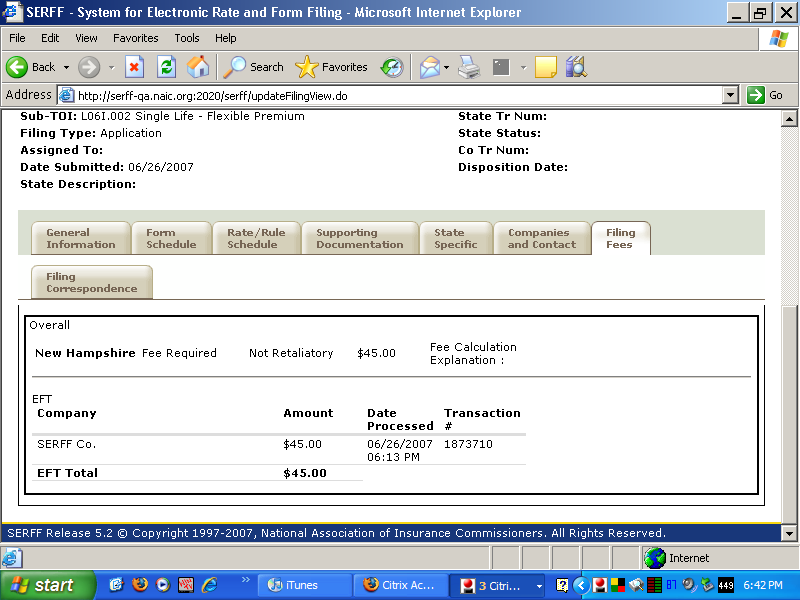 SERFF - System for Electronic Rate and Form Filing - Microsoft Internet Explorer
File Edit View Favorites Tools Help
Back Search Favorites
Address http://serff-qa.naic.org:2020/serff/updateFilingView.do Go
Sub-TOI: L06I.002 Single Life - Flexible Premium State Tr Num:
Filing Type: Application State Status:
Assigned To: Co Tr Num:
Date Submitted: 06/26/2007 Disposition Date:
State Description:
General Form Rate/Rule Supporting State Companies Filing
Information Schedule Schedule Documentation Specific and Contact Fees
Filing
Correspondence
Overall
New Hampshire Fee Required Not Retaliatory $45.00 Fee Calculation
Explanation :
EFT
Company Amount Date Transaction
Processed #
SERFF Co. $45.00 06/26/2007 1873710
06:13 PM
EFT Total $45.00
SERFF Release 5.2 © Copyright 1997-2007, National Association of Insurance Commissioners. All Rights Reserved.
Internet
start iTunes Citrix Ac... 3 Citri... 449 6:42 PM